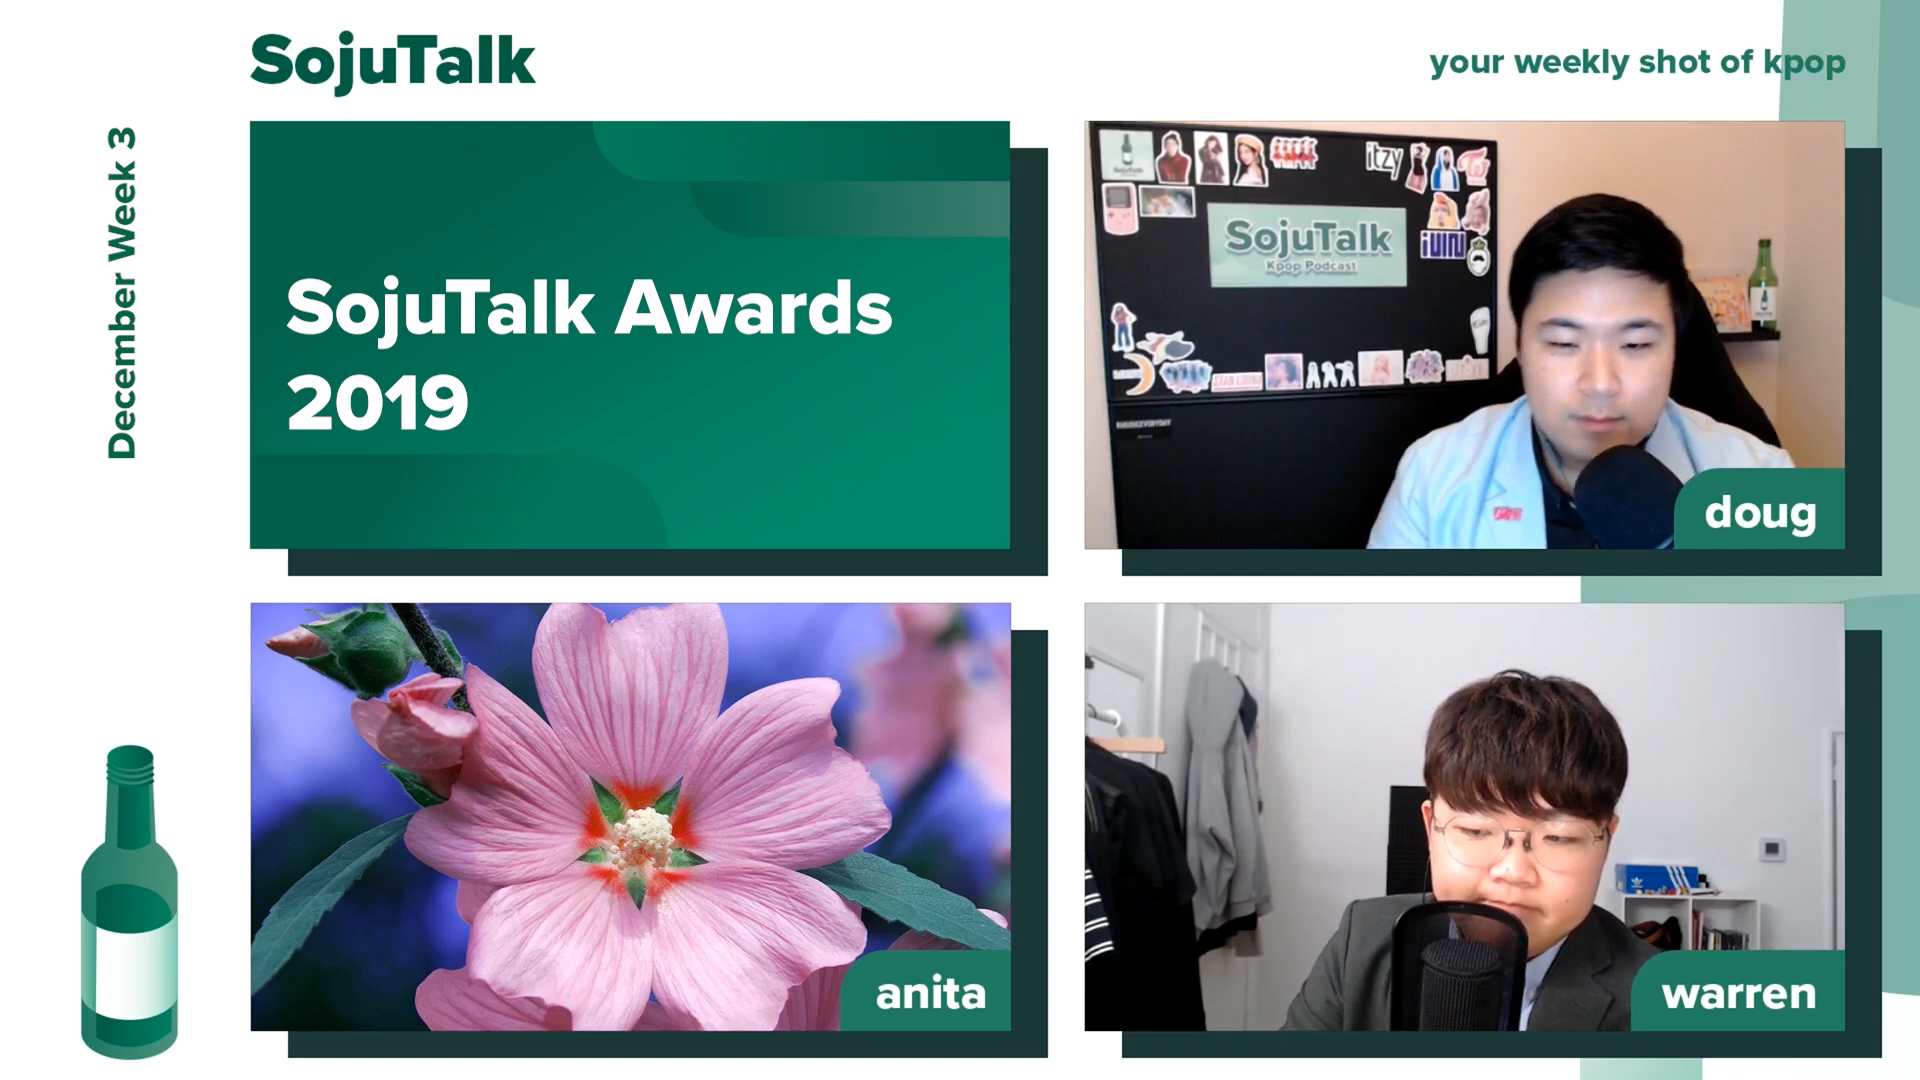 SojuTalk
your weekly shot of kpop
December Week 3
SojuTalk Awards
2019
itzy
SojuTalk
Kpop Podcast
doug
anita
warren